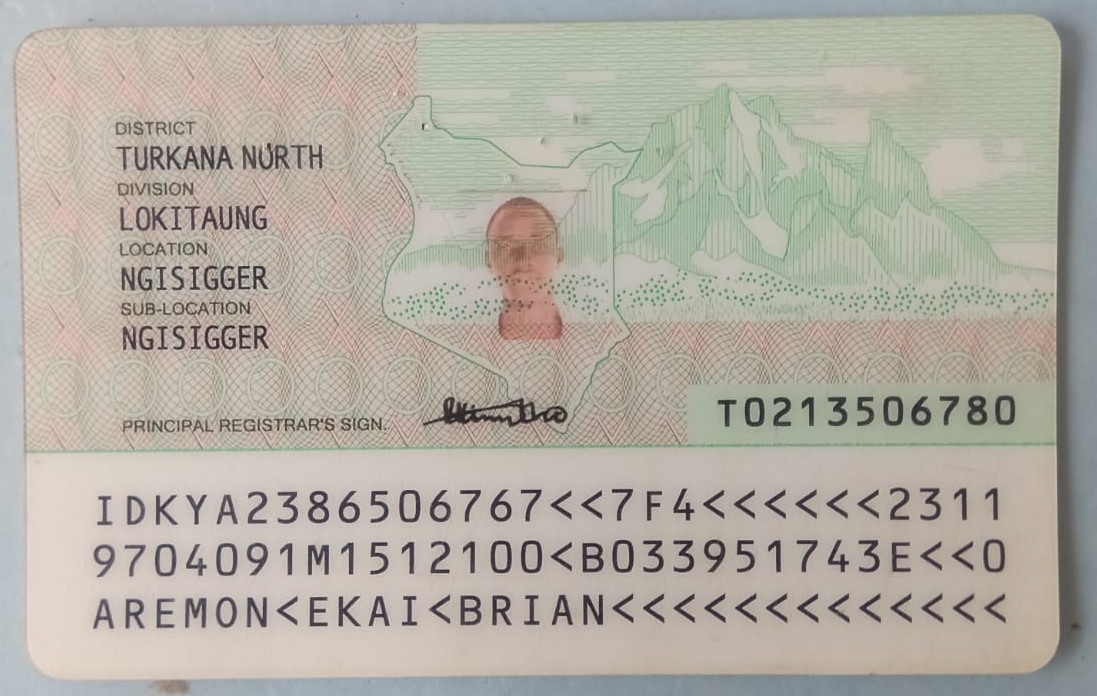 DISTRICT
TURKANA NORTH
DIVISION
LOKITAUNG
LOCATION
NGISIGGER
SUB-LOCATION
NGISIGGER
PRINCIPAL REGISTRAR'S SIGN.
T0213506780
IDKYA2386506767<<7F4<<<<<<2311
9704091M1512100<B033951743E<<0
AREMON<EKAI<BRIAN<<<<<<<<<<<<<